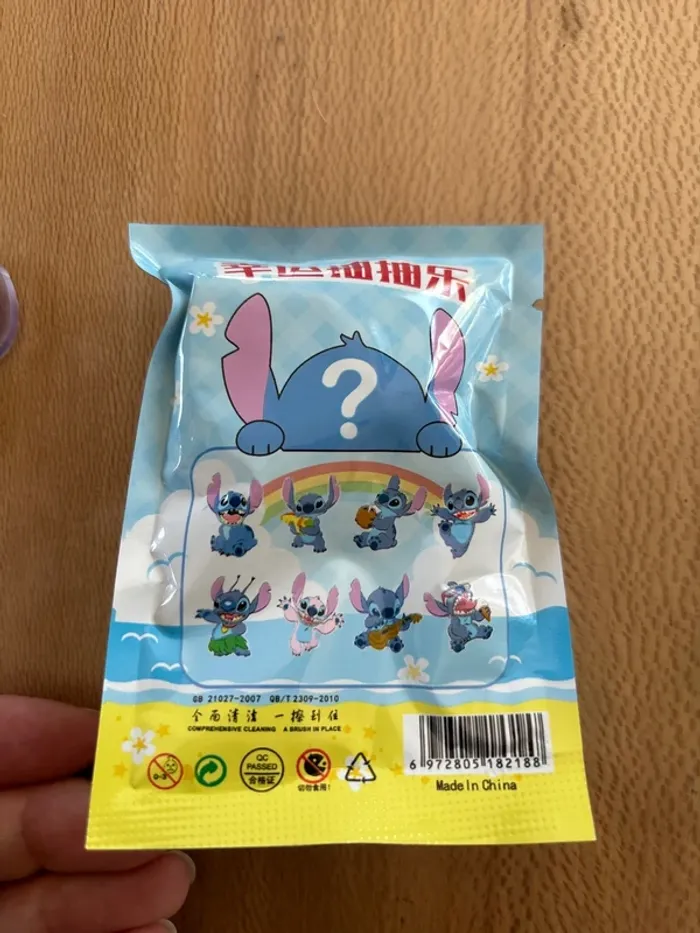 幸运抽抽乐
?
GB 21027-2007 QB/T 2309-2010
全面清洁 一擦到位
COMPREHENSIVE CLEANING A BRUSH IN PLACE
0-3
QC
PASSED
合格证
切勿食用!
6 972805 182188
Made In China